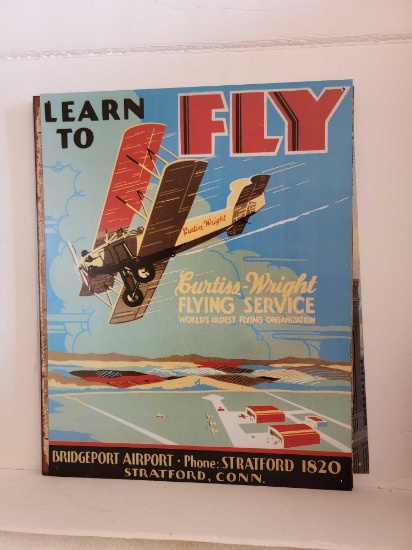 LEARN
TO
FLY
Curtiss Wright
Curtiss-Wright
FLYING SERVICE
WORLD'S OLDEST FLYING ORGANIZATION
BRIDGEPORT AIRPORT · Phone: STRATFORD 1820
STRATFORD, CONN.